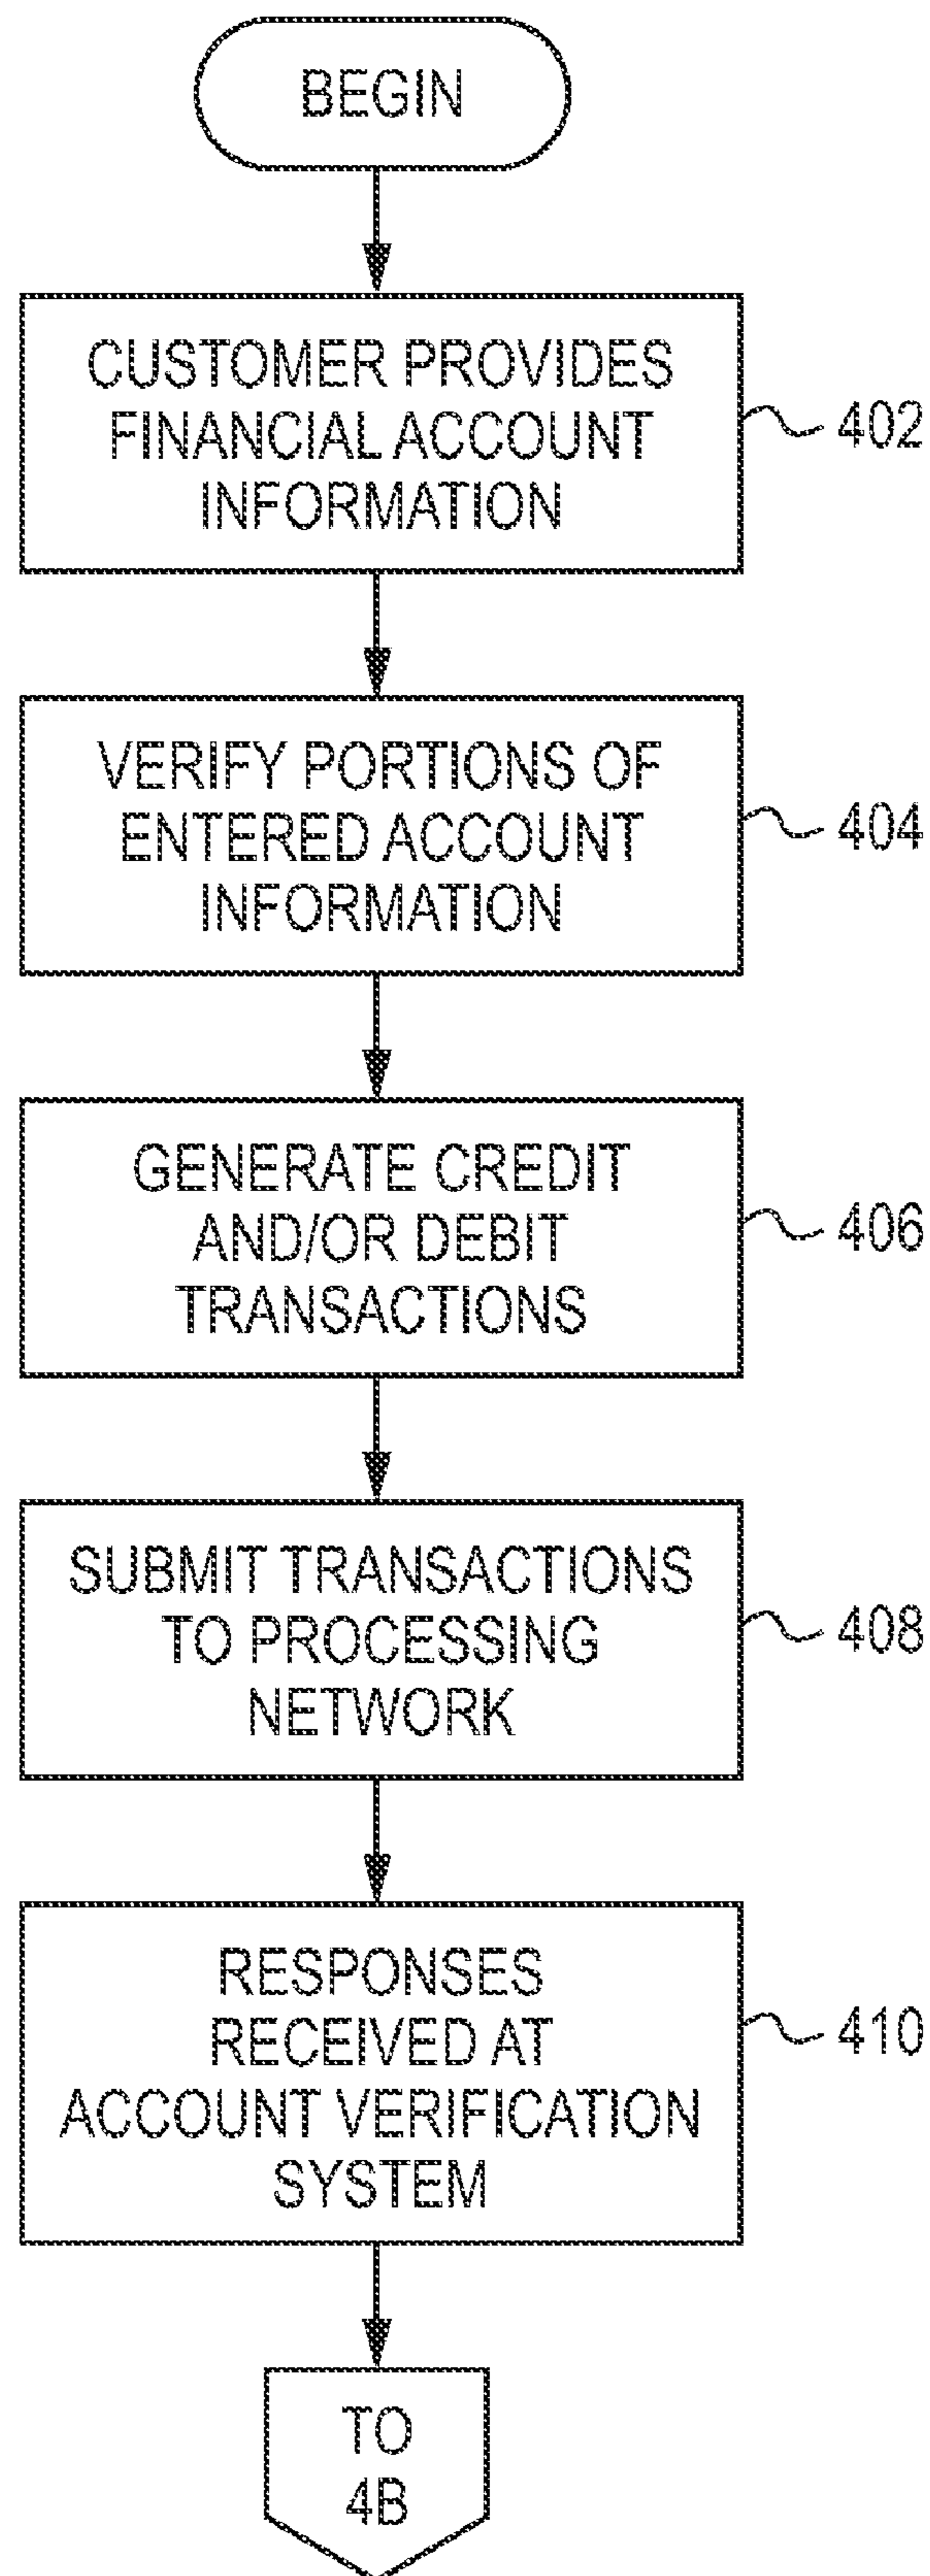 BEGIN
CUSTOMER PROVIDES
FINANCIAL ACCOUNT
INFORMATION
402
VERIFY PORTIONS OF
ENTERED ACCOUNT
INFORMATION
404
GENERATE CREDIT
AND/OR DEBIT
TRANSACTIONS
406
SUBMIT TRANSACTIONS
TO PROCESSING
NETWORK
408
RESPONSES
RECEIVED AT
ACCOUNT VERIFICATION
SYSTEM
410
TO
4B